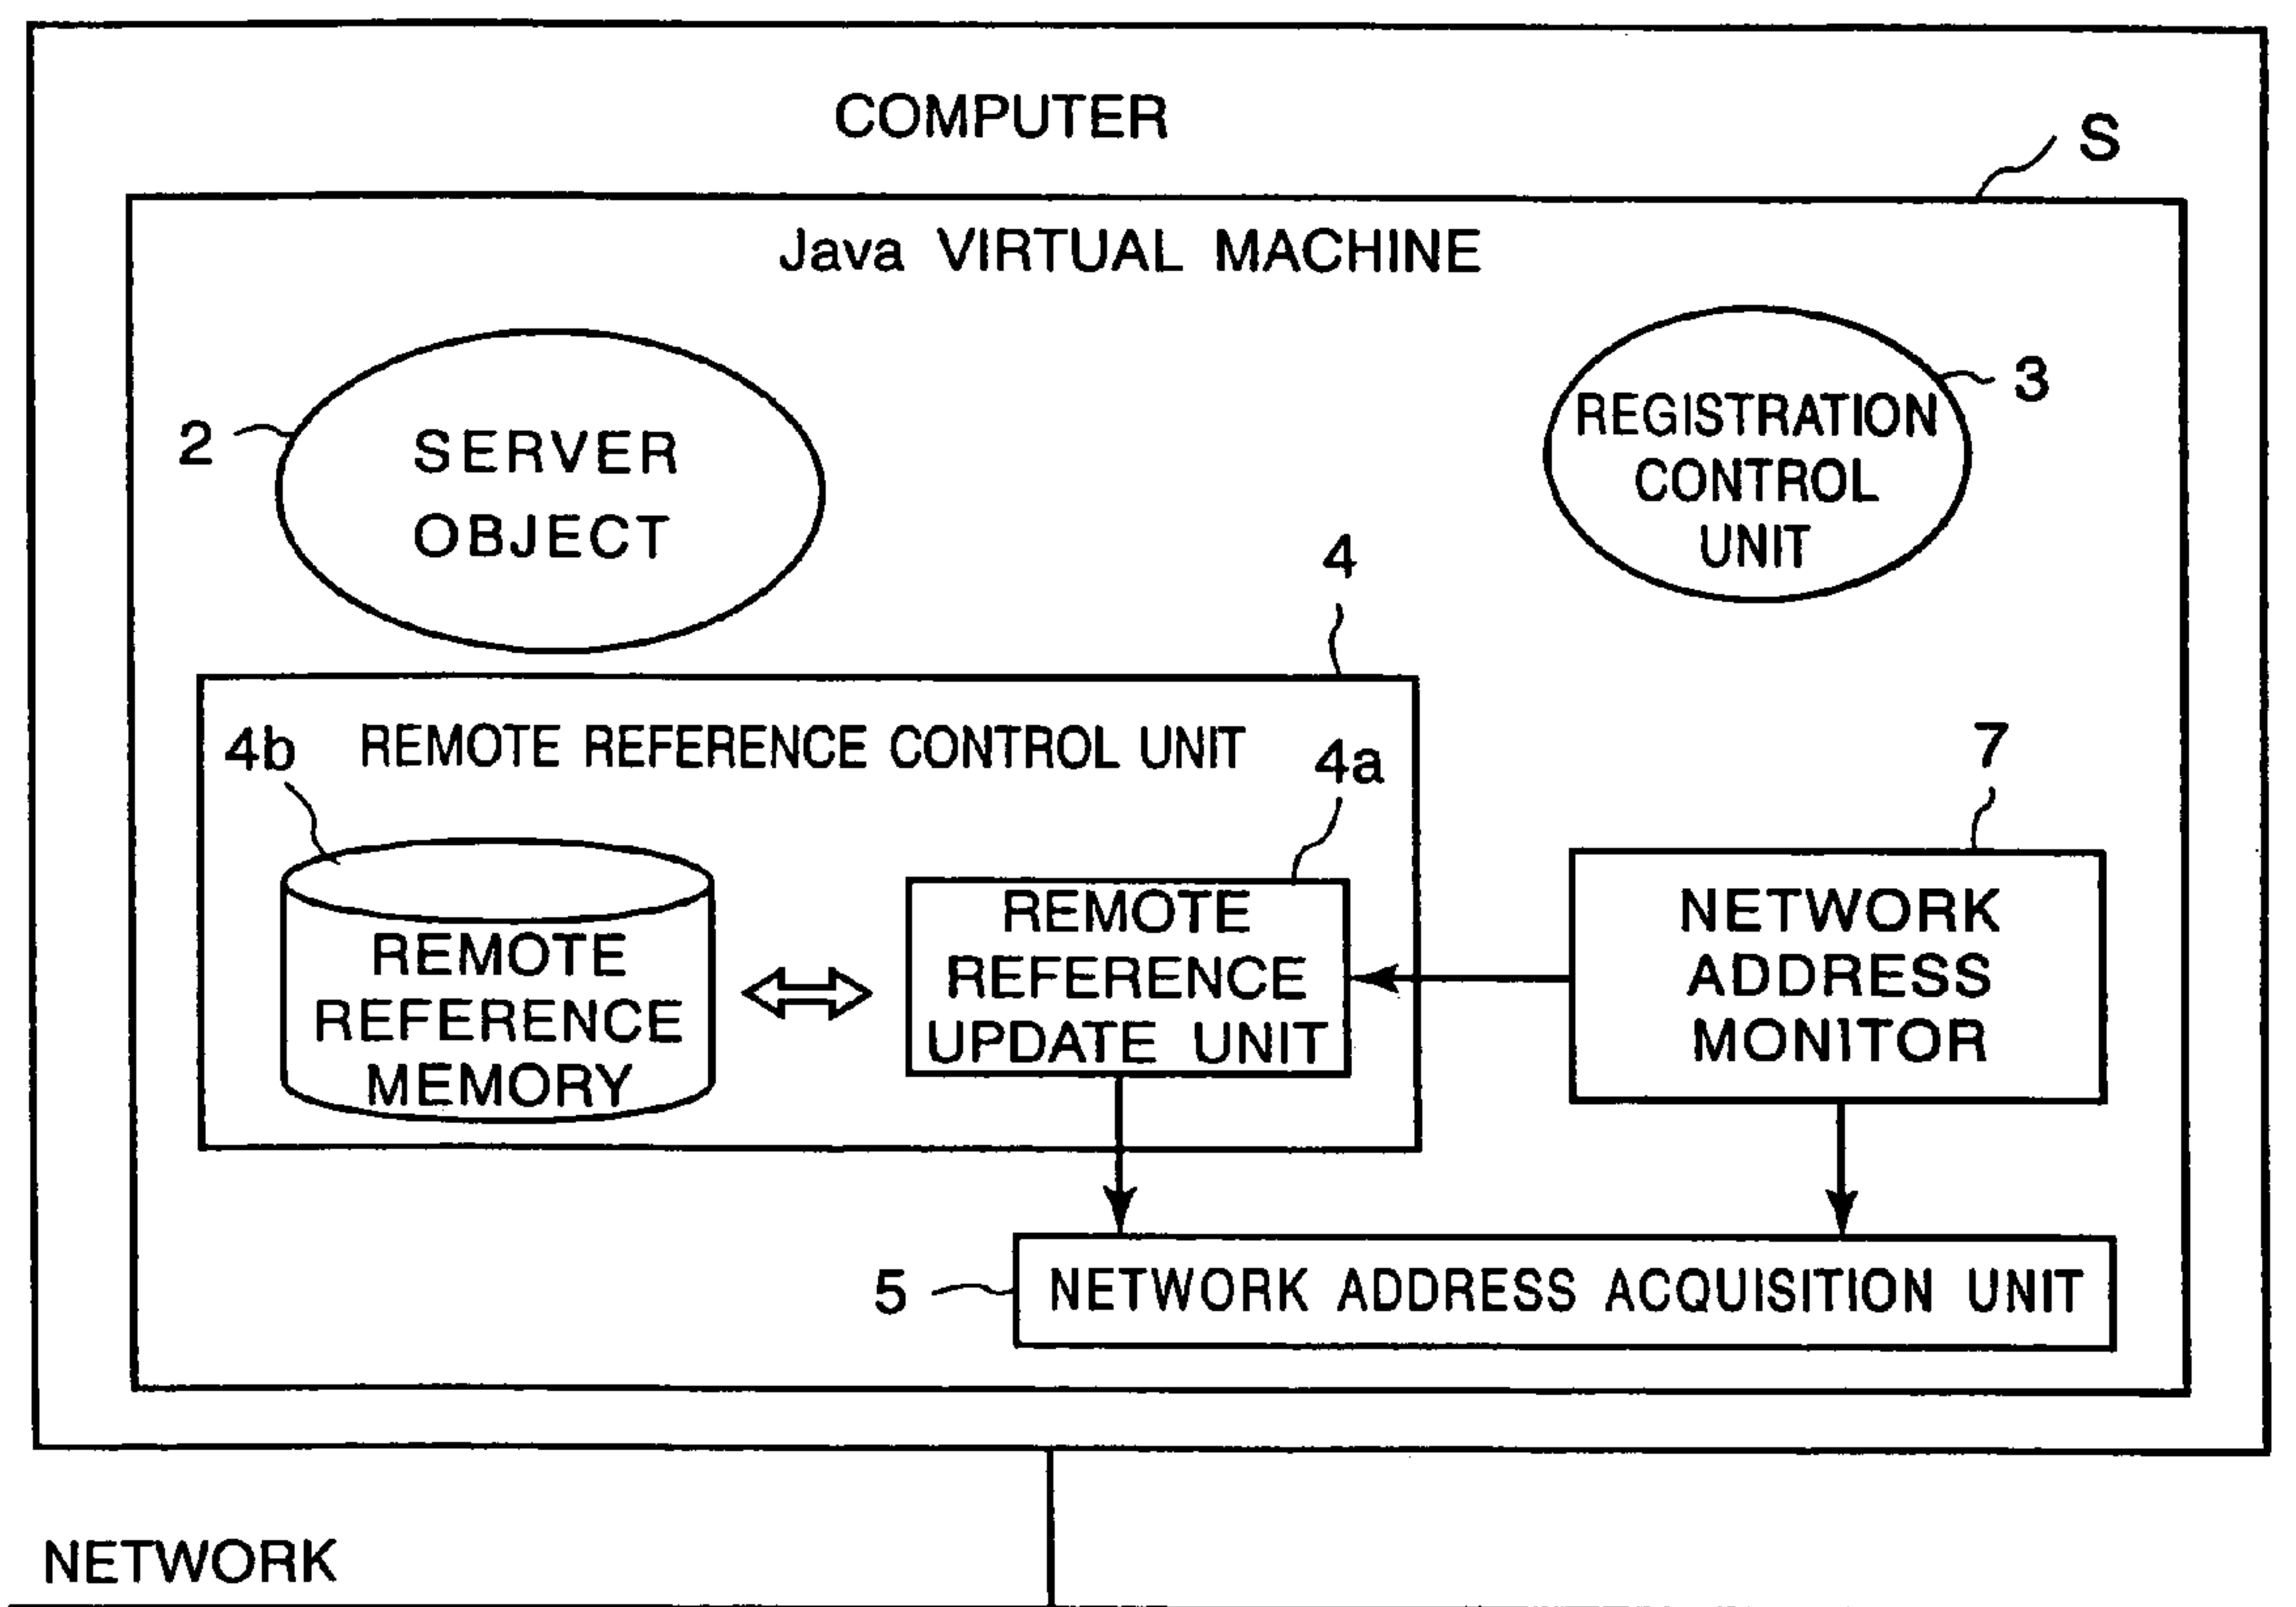 COMPUTER
S
Java VIRTUAL MACHINE
2
SERVER
OBJECT
3
REGISTRATION
CONTROL
UNIT
4
REMOTE REFERENCE CONTROL UNIT
4b
4a
7
REMOTE
REFERENCE
MEMORY
REMOTE
REFERENCE
UPDATE UNIT
NETWORK
ADDRESS
MONITOR
5
NETWORK ADDRESS ACQUISITION UNIT
NETWORK